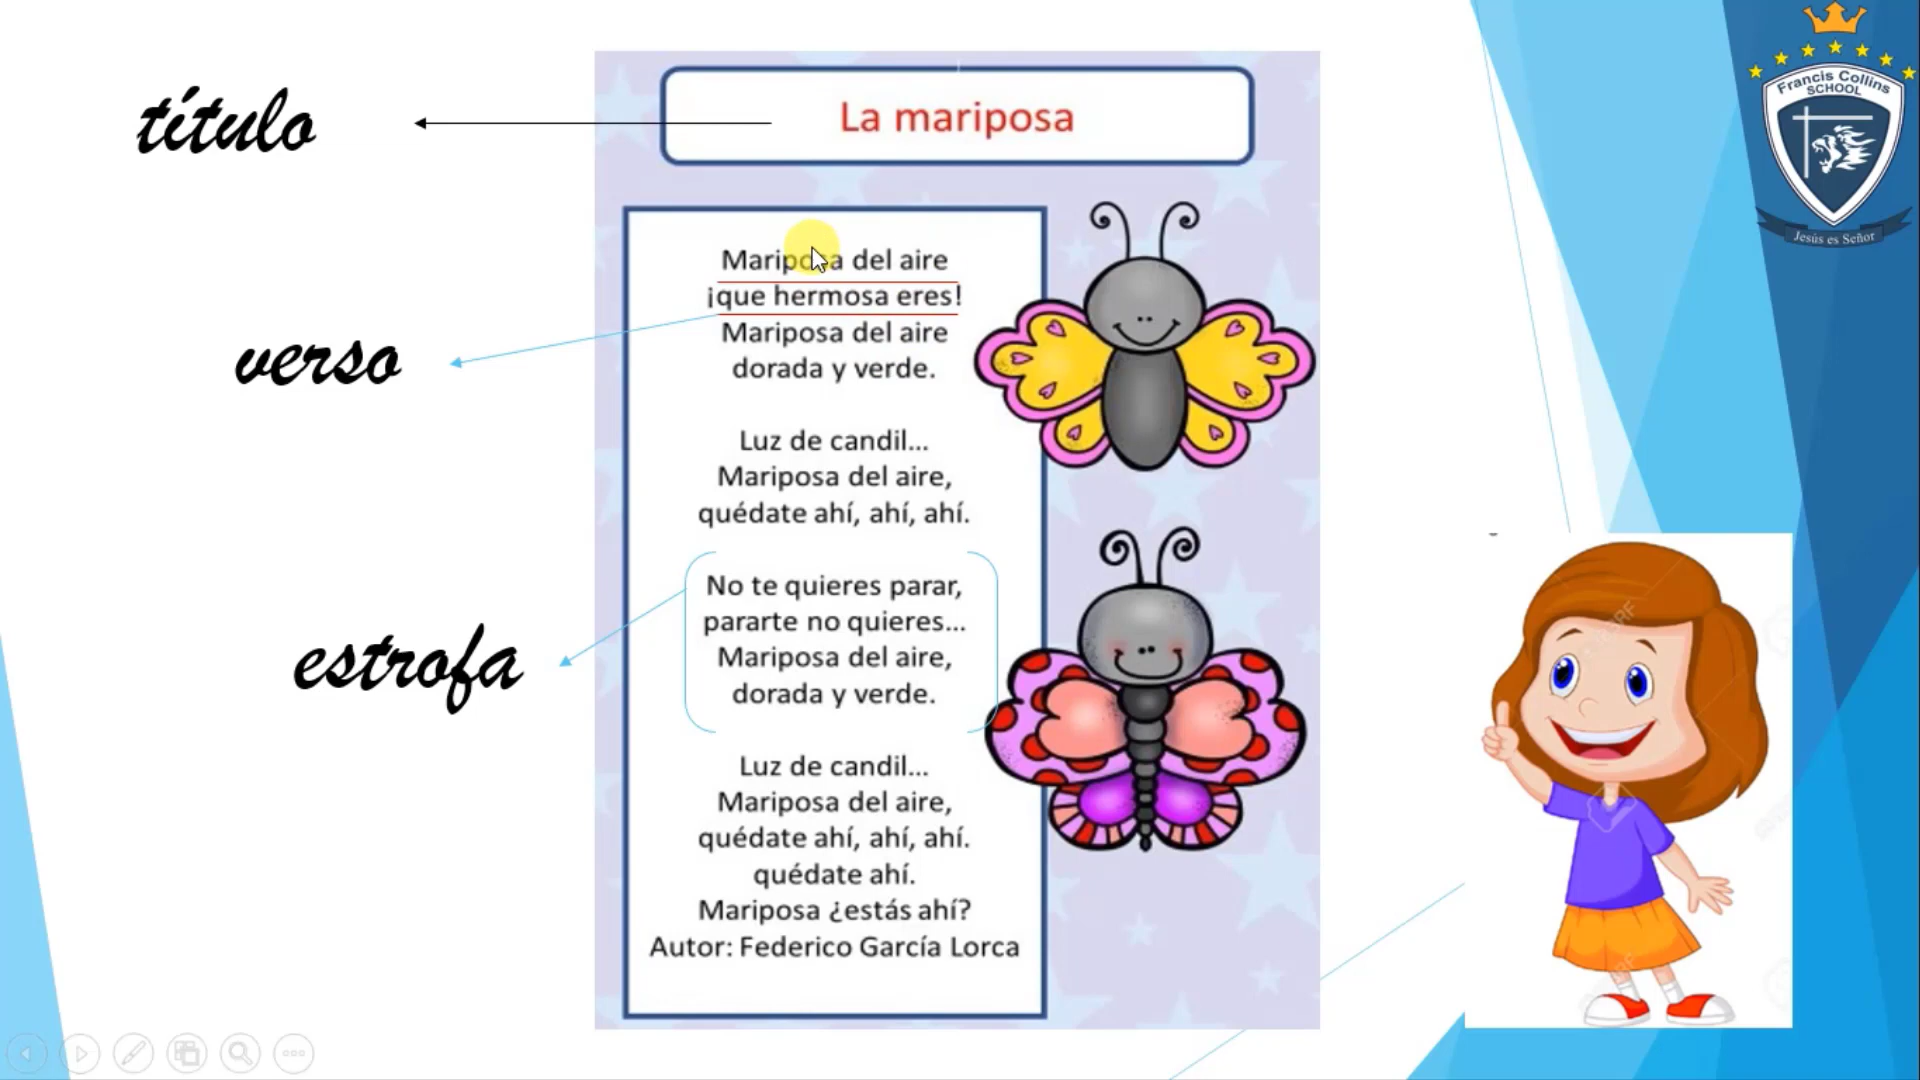 título
La mariposa
Mariposa del aire
¡que hermosa eres!
Mariposa del aire
dorada y verde.
verso
Luz de candil...
Mariposa del aire,
quédate ahí, ahí, ahí.
No te quieres parar,
pararte no quieres...
Mariposa del aire,
dorada y verde.
estrofa
Luz de candil...
Mariposa del aire,
quédate ahí, ahí, ahí.
quédate ahí.
Mariposa ¿estás ahí?
Autor: Federico García Lorca
Francis Collins
SCHOOL
Jesús es Señor